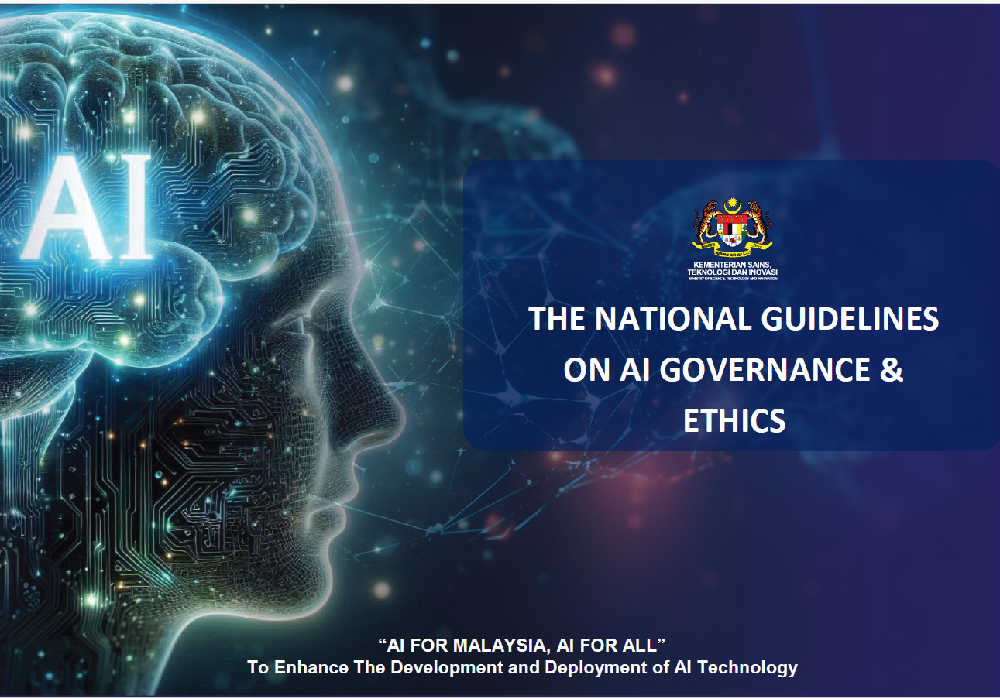 AI
KEMENTERIAN SAINS,
TEKNOLOGI DAN INOVASI
MINISTRY OF SCIENCE, TECHNOLOGY AND INNOVATION
THE NATIONAL GUIDELINES
ON AI GOVERNANCE &
ETHICS
“AI FOR MALAYSIA, AI FOR ALL”
To Enhance The Development and Deployment of AI Technology